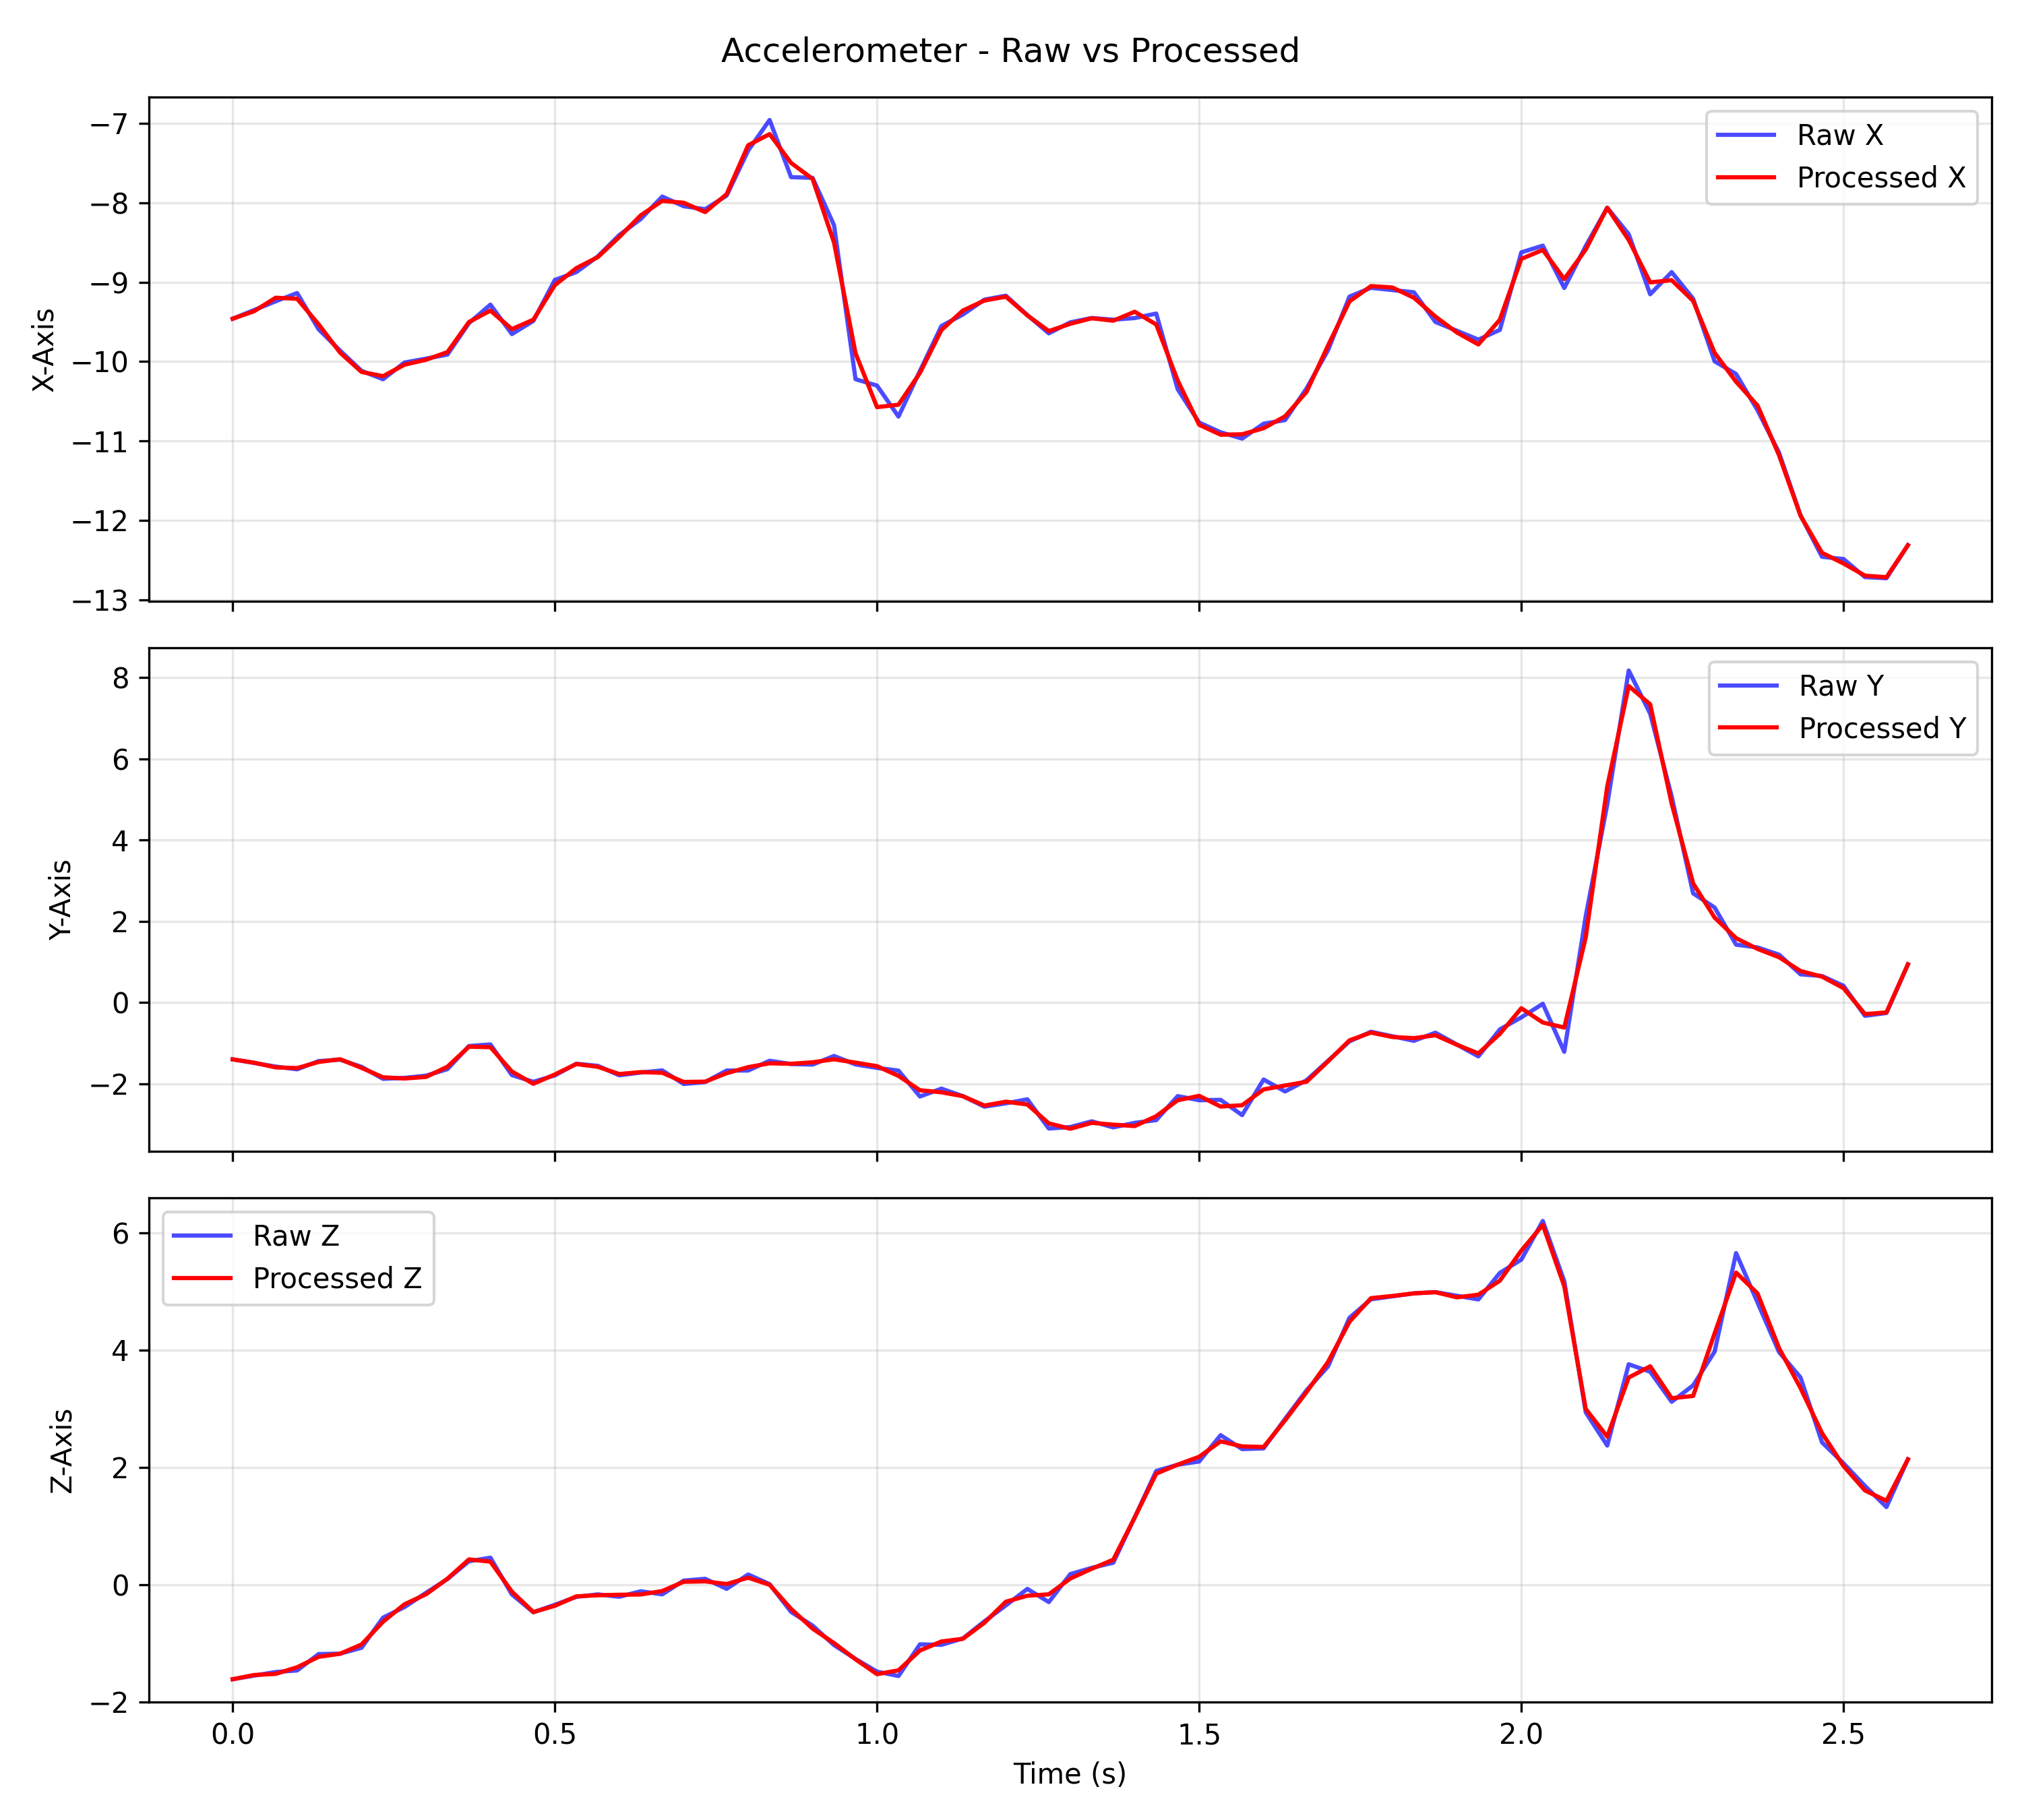 Accelerometer - Raw vs Processed
−7
−8
−9
−10
−11
−12
−13
X-Axis
Raw X
Processed X
8
6
4
2
0
−2
Y-Axis
Raw Y
Processed Y
6
4
2
0
−2
Z-Axis
Raw Z
Processed Z
0.0 0.5 1.0 1.5 2.0 2.5
Time (s)